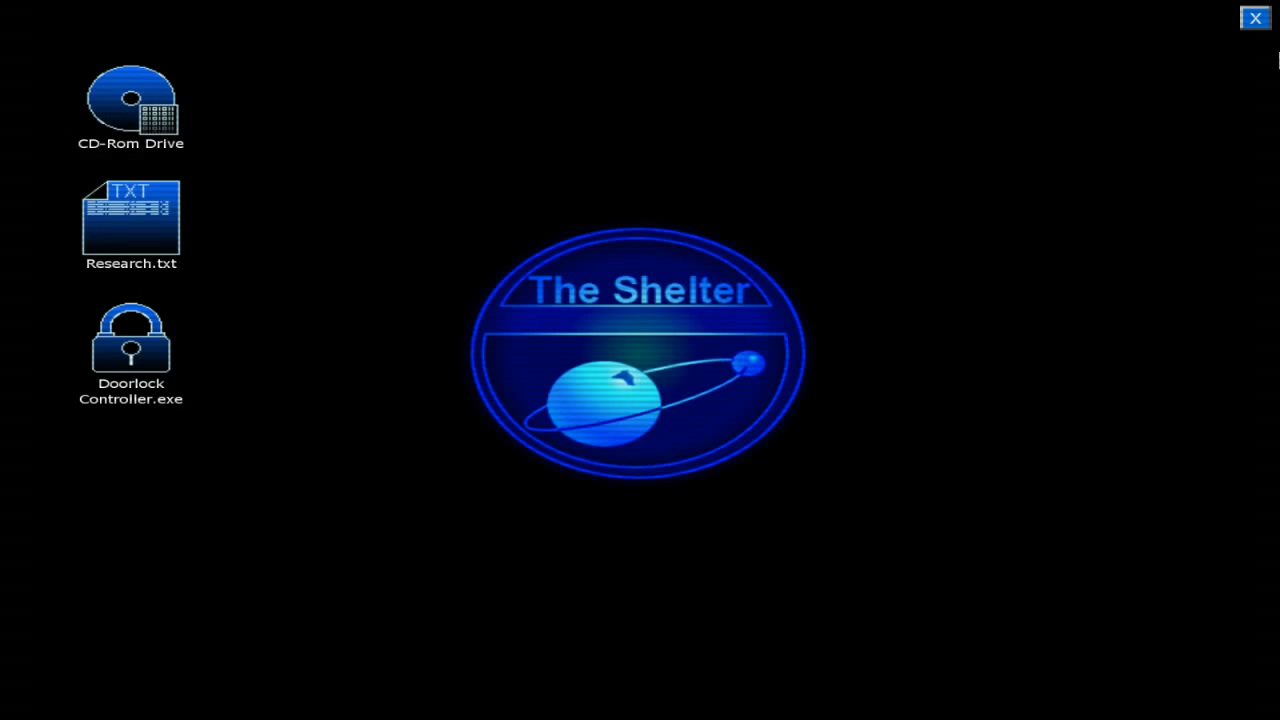 X
CD-Rom Drive
TXT
Research.txt
The Shelter
Doorlock
Controller.exe